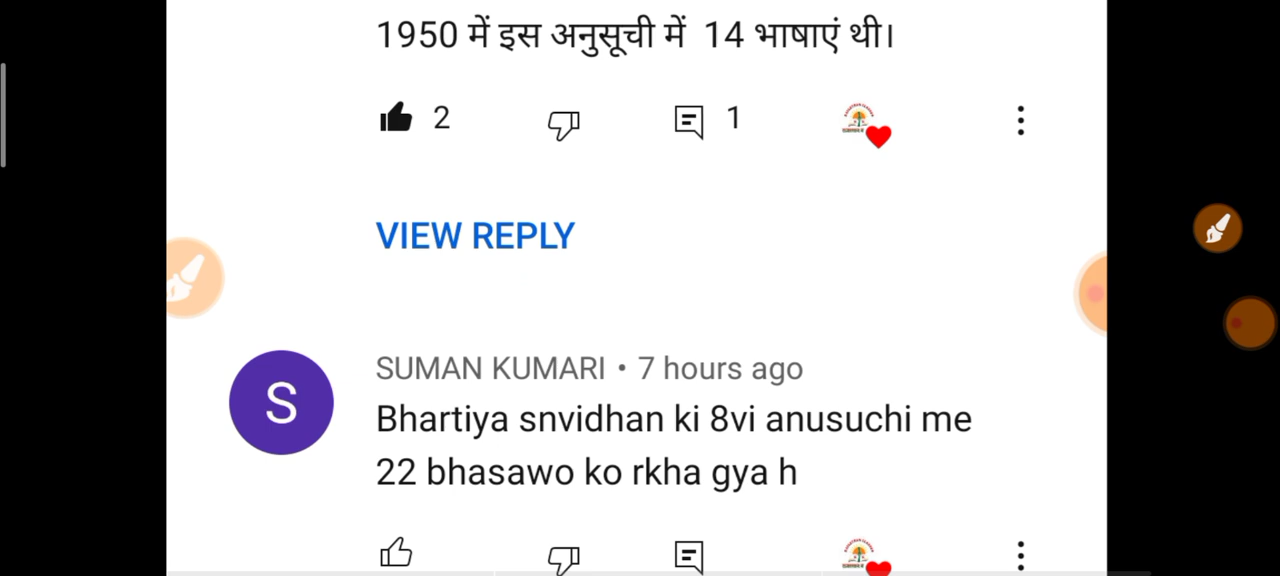 1950 में इस अनुसूची में 14 भाषाएं थी।
2
1
VIEW REPLY
S
SUMAN KUMARI • 7 hours ago
Bhartiya snvidhan ki 8vi anusuchi me
22 bhasawo ko rkha gya h